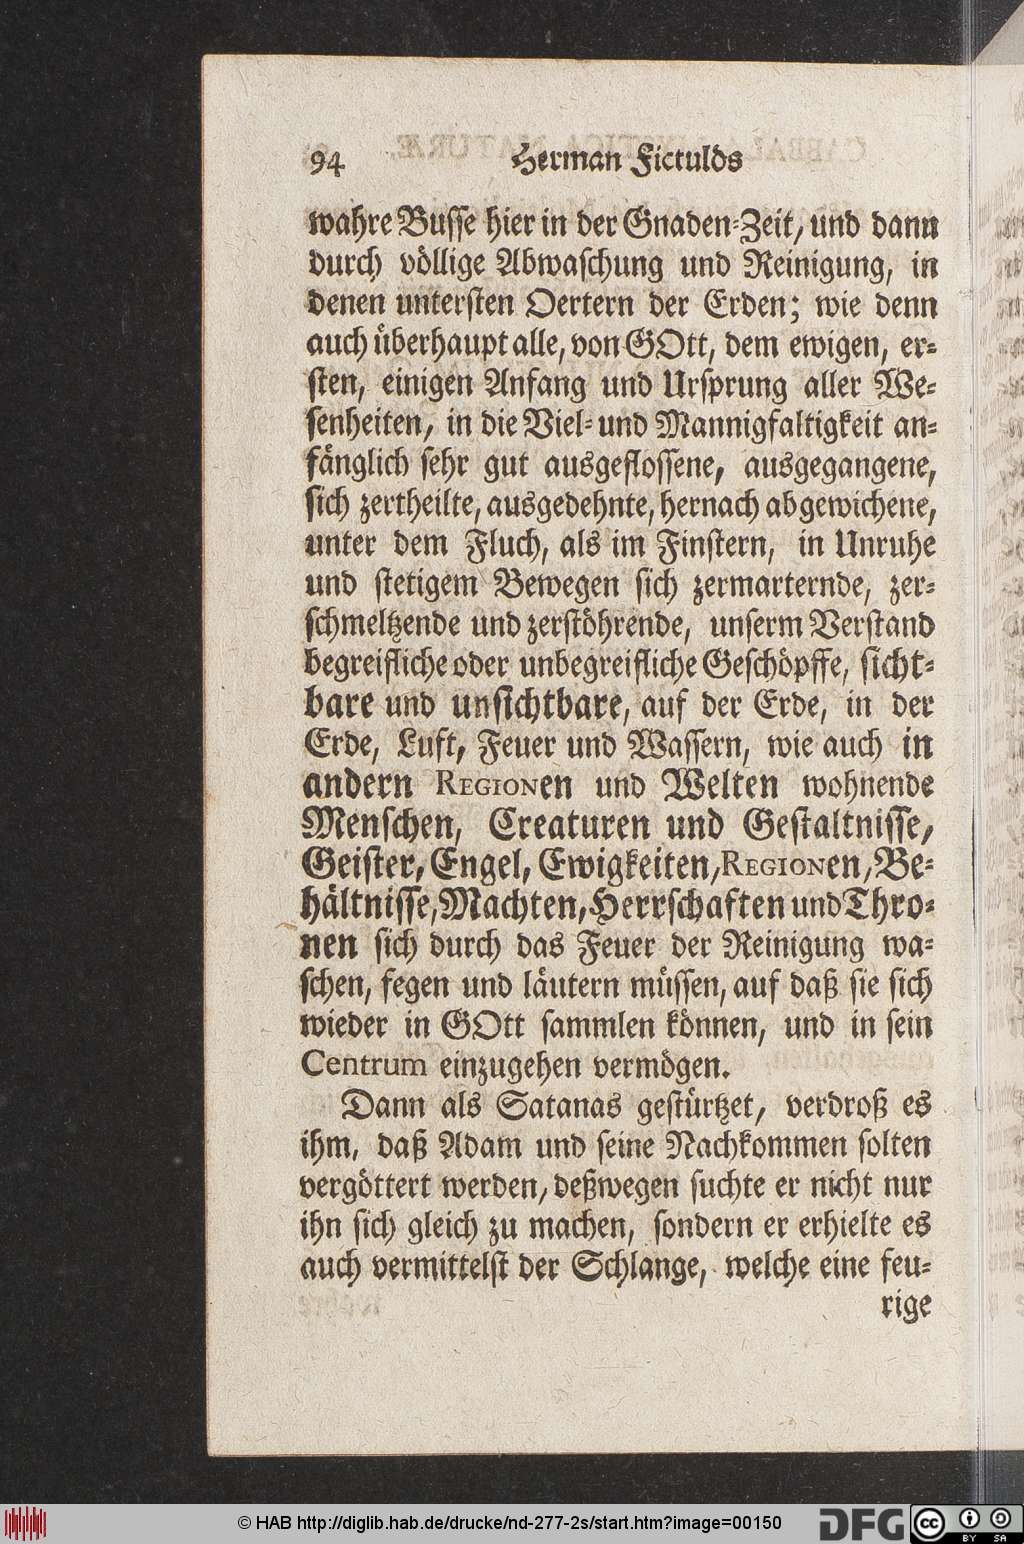 94 Herman Fictulds
wahre Busse hier in der Gnaden-Zeit, und dann
durch völlige Abwaschung und Reinigung, in
denen untersten Oertern der Erden; wie denn
auch überhaupt alle, von GOtt, dem ewigen, er-
sten, einigen Anfang und Ursprung aller We-
senheiten, in die Viel- und Mannigfaltigkeit an-
fänglich sehr gut ausgeflossene, ausgegangene,
sich zertheilte, ausgedehnte, hernach abgewichene,
unter dem Fluch, als im Finstern, in Unruhe
und stetigem Bewegen sich zermarternde, zer-
schmeltzende und zerstöhrende, unserm Verstand
begreifliche oder unbegreifliche Geschöpffe, sicht-
bare und unsichtbare, auf der Erde, in der
Erde, Luft, Feuer und Wassern, wie auch in
andern REGIONen und Welten wohnende
Menschen, Creaturen und Gestaltnisse,
Geister, Engel, Ewigkeiten, REGIONen, Be-
hältnisse, Machten, Herrschaften und Thro-
nen sich durch das Feuer der Reinigung wa-
schen, fegen und läutern müssen, auf daß sie sich
wieder in GOtt sammlen können, und in sein
Centrum einzugehen vermögen.
Dann als Satanas gestürtzet, verdroß es
ihm, daß Adam und seine Nachkommen solten
vergöttert werden, deßwegen suchte er nicht nur
ihn sich gleich zu machen, sondern er erhielte es
auch vermittelst der Schlange, welche eine feu-
rige
© HAB http://diglib.hab.de/drucke/nd-277-2s/start.htm?image=00150 DFG cc BY SA